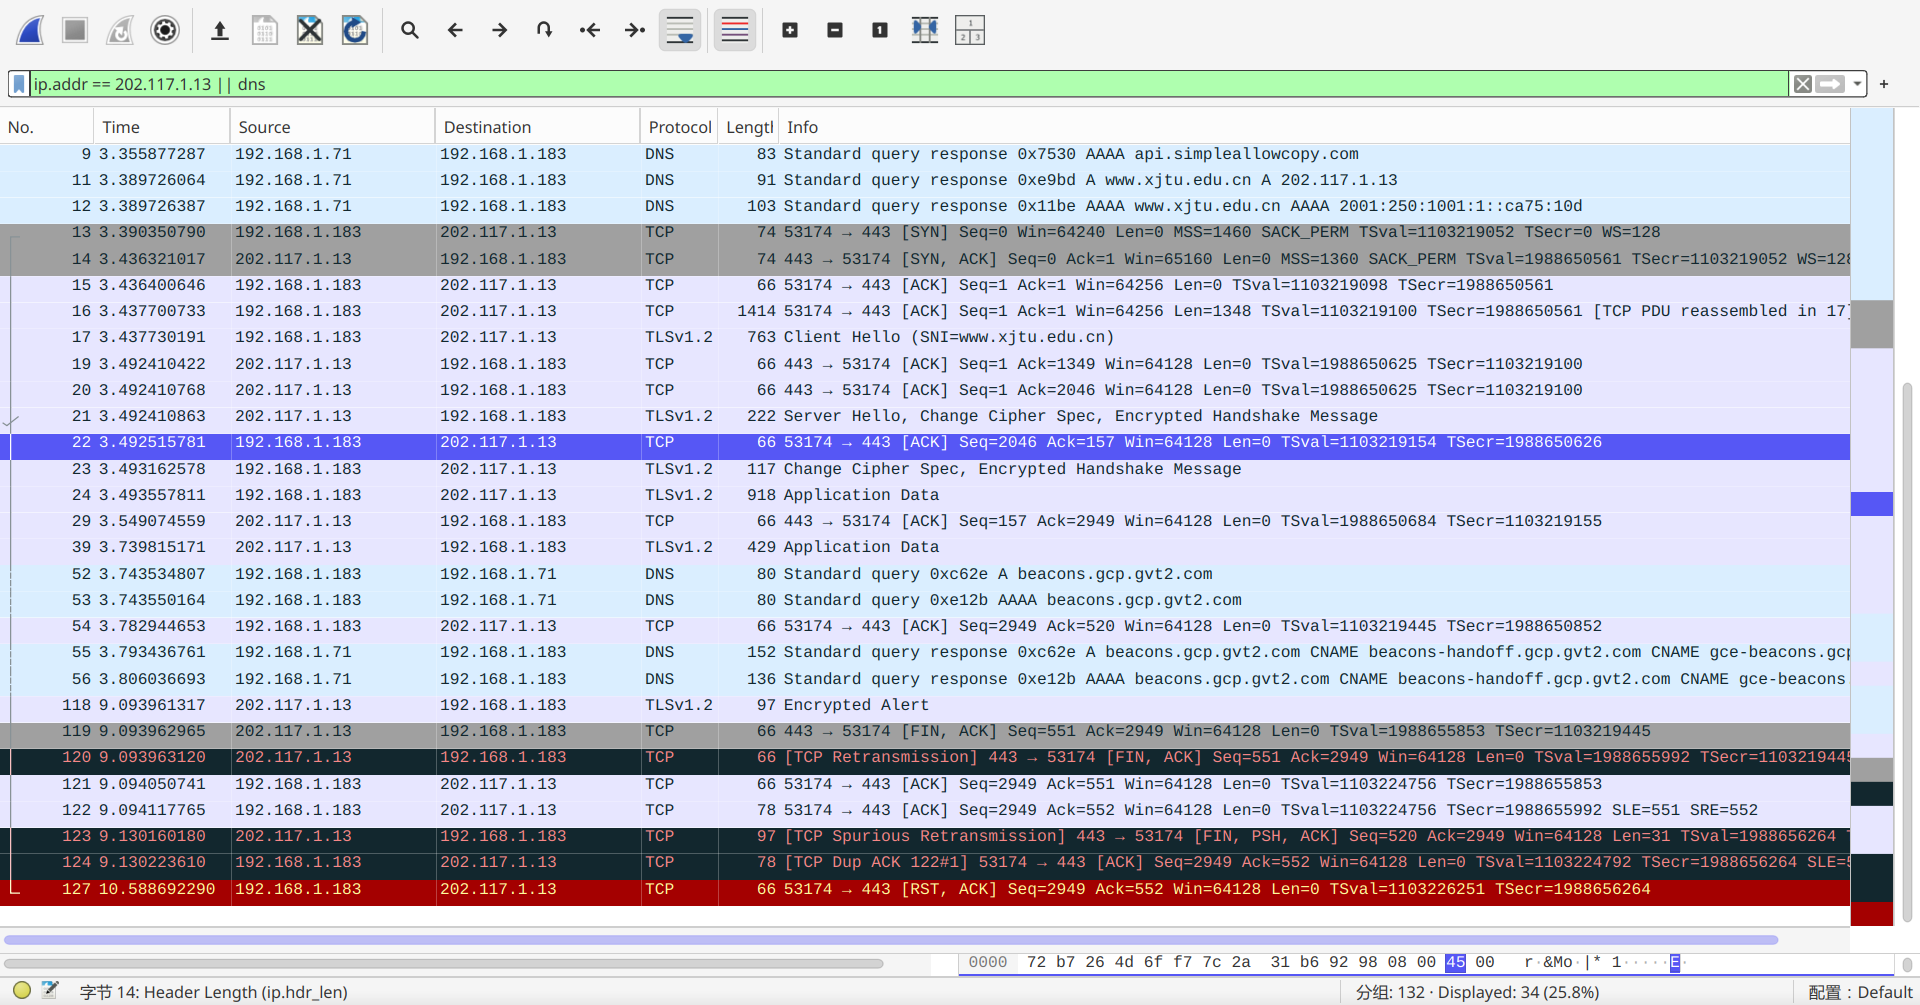 ip.addr == 202.117.1.13 || dns
No. Time Source Destination Protocol Length Info
9 3.355877287 192.168.1.71 192.168.1.183 DNS 83 Standard query response 0x7530 AAAA api.simpleallowcopy.com
11 3.389726064 192.168.1.71 192.168.1.183 DNS 91 Standard query response 0xe9bd A www.xjtu.edu.cn A 202.117.1.13
12 3.389726387 192.168.1.71 192.168.1.183 DNS 103 Standard query response 0x11be AAAA www.xjtu.edu.cn AAAA 2001:250:1001:1::ca75:10d
13 3.390350790 192.168.1.183 202.117.1.13 TCP 74 53174 → 443 [SYN] Seq=0 Win=64240 Len=0 MSS=1460 SACK_PERM TSval=1103219052 TSecr=0 WS=128
14 3.436321017 202.117.1.13 192.168.1.183 TCP 74 443 → 53174 [SYN, ACK] Seq=0 Ack=1 Win=65160 Len=0 MSS=1360 SACK_PERM TSval=1988650561 TSecr=1103219052 WS=128
15 3.436400646 192.168.1.183 202.117.1.13 TCP 66 53174 → 443 [ACK] Seq=1 Ack=1 Win=64256 Len=0 TSval=1103219098 TSecr=1988650561
16 3.437700733 192.168.1.183 202.117.1.13 TCP 1414 53174 → 443 [ACK] Seq=1 Ack=1 Win=64256 Len=1348 TSval=1103219100 TSecr=1988650561 [TCP PDU reassembled in 17]
17 3.437730191 192.168.1.183 202.117.1.13 TLSv1.2 763 Client Hello (SNI=www.xjtu.edu.cn)
19 3.492410422 202.117.1.13 192.168.1.183 TCP 66 443 → 53174 [ACK] Seq=1 Ack=1349 Win=64128 Len=0 TSval=1988650625 TSecr=1103219100
20 3.492410768 202.117.1.13 192.168.1.183 TCP 66 443 → 53174 [ACK] Seq=1 Ack=2046 Win=64128 Len=0 TSval=1988650625 TSecr=1103219100
21 3.492410863 202.117.1.13 192.168.1.183 TLSv1.2 222 Server Hello, Change Cipher Spec, Encrypted Handshake Message
22 3.492515781 192.168.1.183 202.117.1.13 TCP 66 53174 → 443 [ACK] Seq=2046 Ack=157 Win=64128 Len=0 TSval=1103219154 TSecr=1988650626
23 3.493162578 192.168.1.183 202.117.1.13 TLSv1.2 117 Change Cipher Spec, Encrypted Handshake Message
24 3.493557811 192.168.1.183 202.117.1.13 TLSv1.2 918 Application Data
29 3.549074559 202.117.1.13 192.168.1.183 TCP 66 443 → 53174 [ACK] Seq=157 Ack=2949 Win=64128 Len=0 TSval=1988650684 TSecr=1103219155
39 3.739815171 202.117.1.13 192.168.1.183 TLSv1.2 429 Application Data
52 3.743534807 192.168.1.183 192.168.1.71 DNS 80 Standard query 0xc62e A beacons.gcp.gvt2.com
53 3.743550164 192.168.1.183 192.168.1.71 DNS 80 Standard query 0xe12b AAAA beacons.gcp.gvt2.com
54 3.782944653 192.168.1.183 202.117.1.13 TCP 66 53174 → 443 [ACK] Seq=2949 Ack=520 Win=64128 Len=0 TSval=1103219445 TSecr=1988650852
55 3.793436761 192.168.1.71 192.168.1.183 DNS 152 Standard query response 0xc62e A beacons.gcp.gvt2.com CNAME beacons-handoff.gcp.gvt2.com CNAME gce-beacons.gcp
56 3.806036693 192.168.1.71 192.168.1.183 DNS 136 Standard query response 0xe12b AAAA beacons.gcp.gvt2.com CNAME beacons-handoff.gcp.gvt2.com CNAME gce-beacons.
118 9.093961317 202.117.1.13 192.168.1.183 TLSv1.2 97 Encrypted Alert
119 9.093962965 202.117.1.13 192.168.1.183 TCP 66 443 → 53174 [FIN, ACK] Seq=551 Ack=2949 Win=64128 Len=0 TSval=1988655853 TSecr=1103219445
120 9.093963120 202.117.1.13 192.168.1.183 TCP 66 [TCP Retransmission] 443 → 53174 [FIN, ACK] Seq=551 Ack=2949 Win=64128 Len=0 TSval=1988655992 TSecr=1103219445
121 9.094050741 192.168.1.183 202.117.1.13 TCP 66 53174 → 443 [ACK] Seq=2949 Ack=551 Win=64128 Len=0 TSval=1103224756 TSecr=1988655853
122 9.094117765 192.168.1.183 202.117.1.13 TCP 78 53174 → 443 [ACK] Seq=2949 Ack=552 Win=64128 Len=0 TSval=1103224756 TSecr=1988655992 SLE=551 SRE=552
123 9.130160180 202.117.1.13 192.168.1.183 TCP 97 [TCP Spurious Retransmission] 443 → 53174 [FIN, PSH, ACK] Seq=520 Ack=2949 Win=64128 Len=31 TSval=1988656264
124 9.130223610 192.168.1.183 202.117.1.13 TCP 78 [TCP Dup ACK 122#1] 53174 → 443 [ACK] Seq=2949 Ack=552 Win=64128 Len=0 TSval=1103224792 TSecr=1988656264 SLE=5
127 10.588692290 192.168.1.183 202.117.1.13 TCP 66 53174 → 443 [RST, ACK] Seq=2949 Ack=552 Win=64128 Len=0 TSval=1103226251 TSecr=1988656264
0000 72 b7 26 4d 6f f7 7c 2a 31 b6 92 98 08 00 45 00 r·&Mo·|* 1·····E·
字节 14: Header Length (ip.hdr_len) 分组: 132 · Displayed: 34 (25.8%) 配置：Default